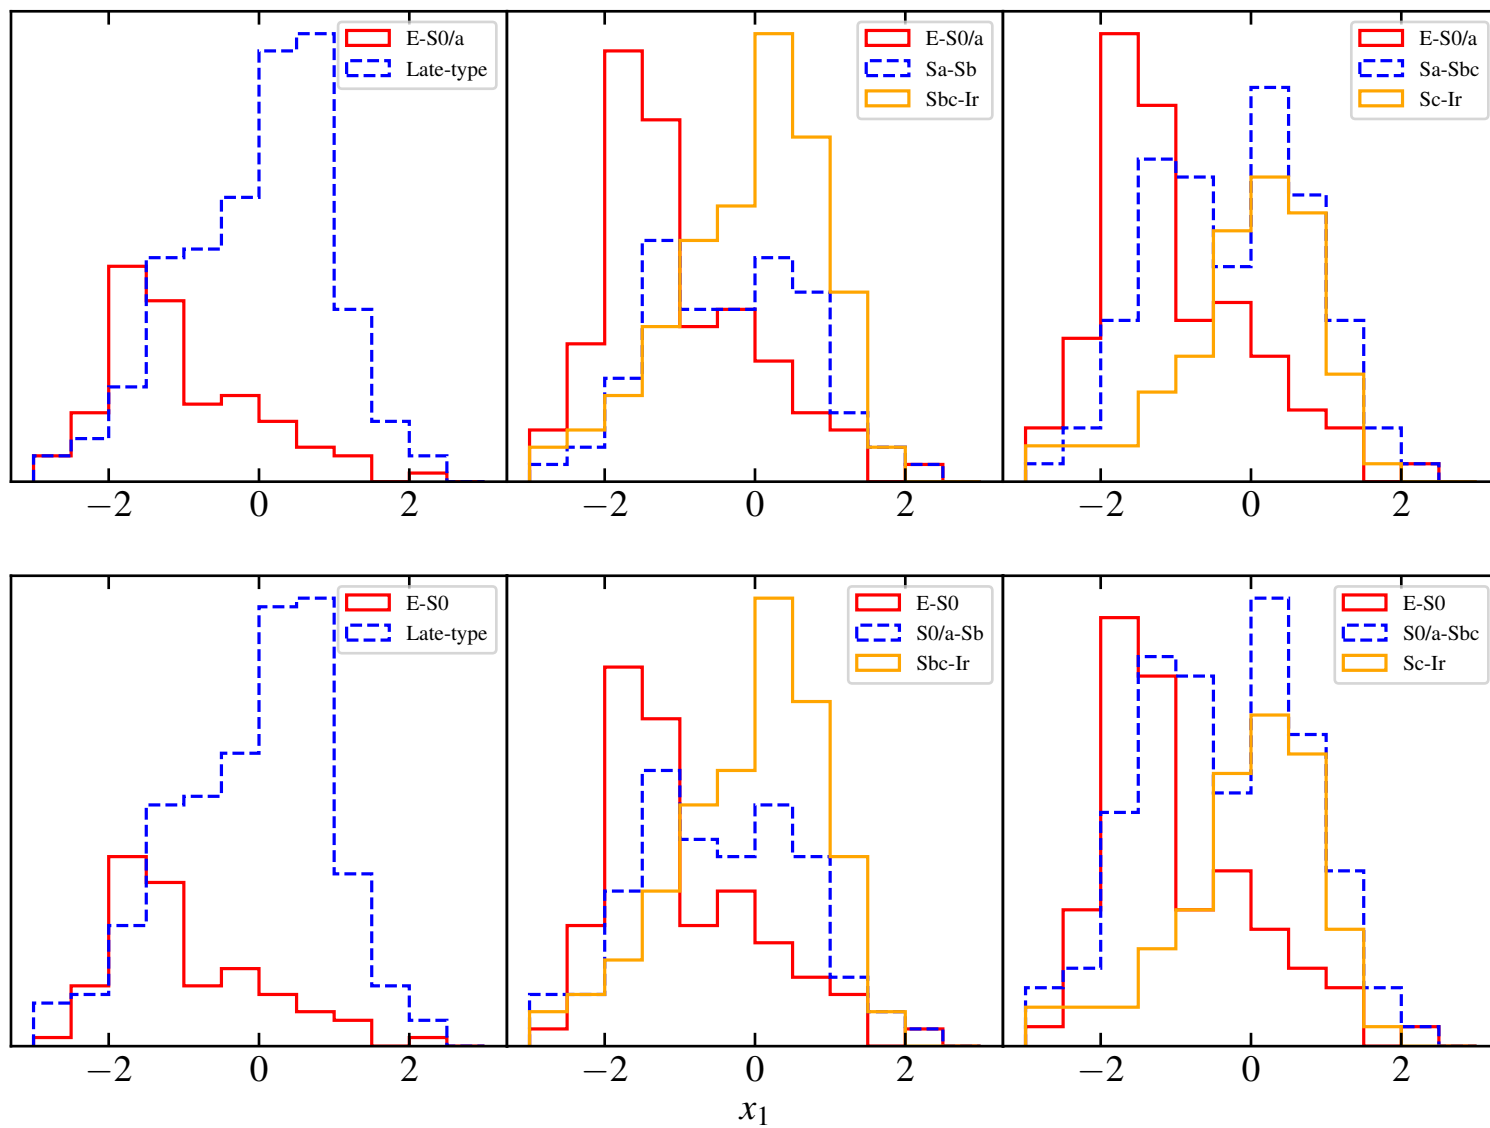 E-S0/a
Late-type
E-S0/a
Sa-Sb
Sbc-Ir
E-S0/a
Sa-Sbc
Sc-Ir
−2 0 2 −2 0 2 −2 0 2
E-S0
Late-type
E-S0
S0/a-Sb
Sbc-Ir
E-S0
S0/a-Sbc
Sc-Ir
−2 0 2 −2 0 2 −2 0 2
x₁